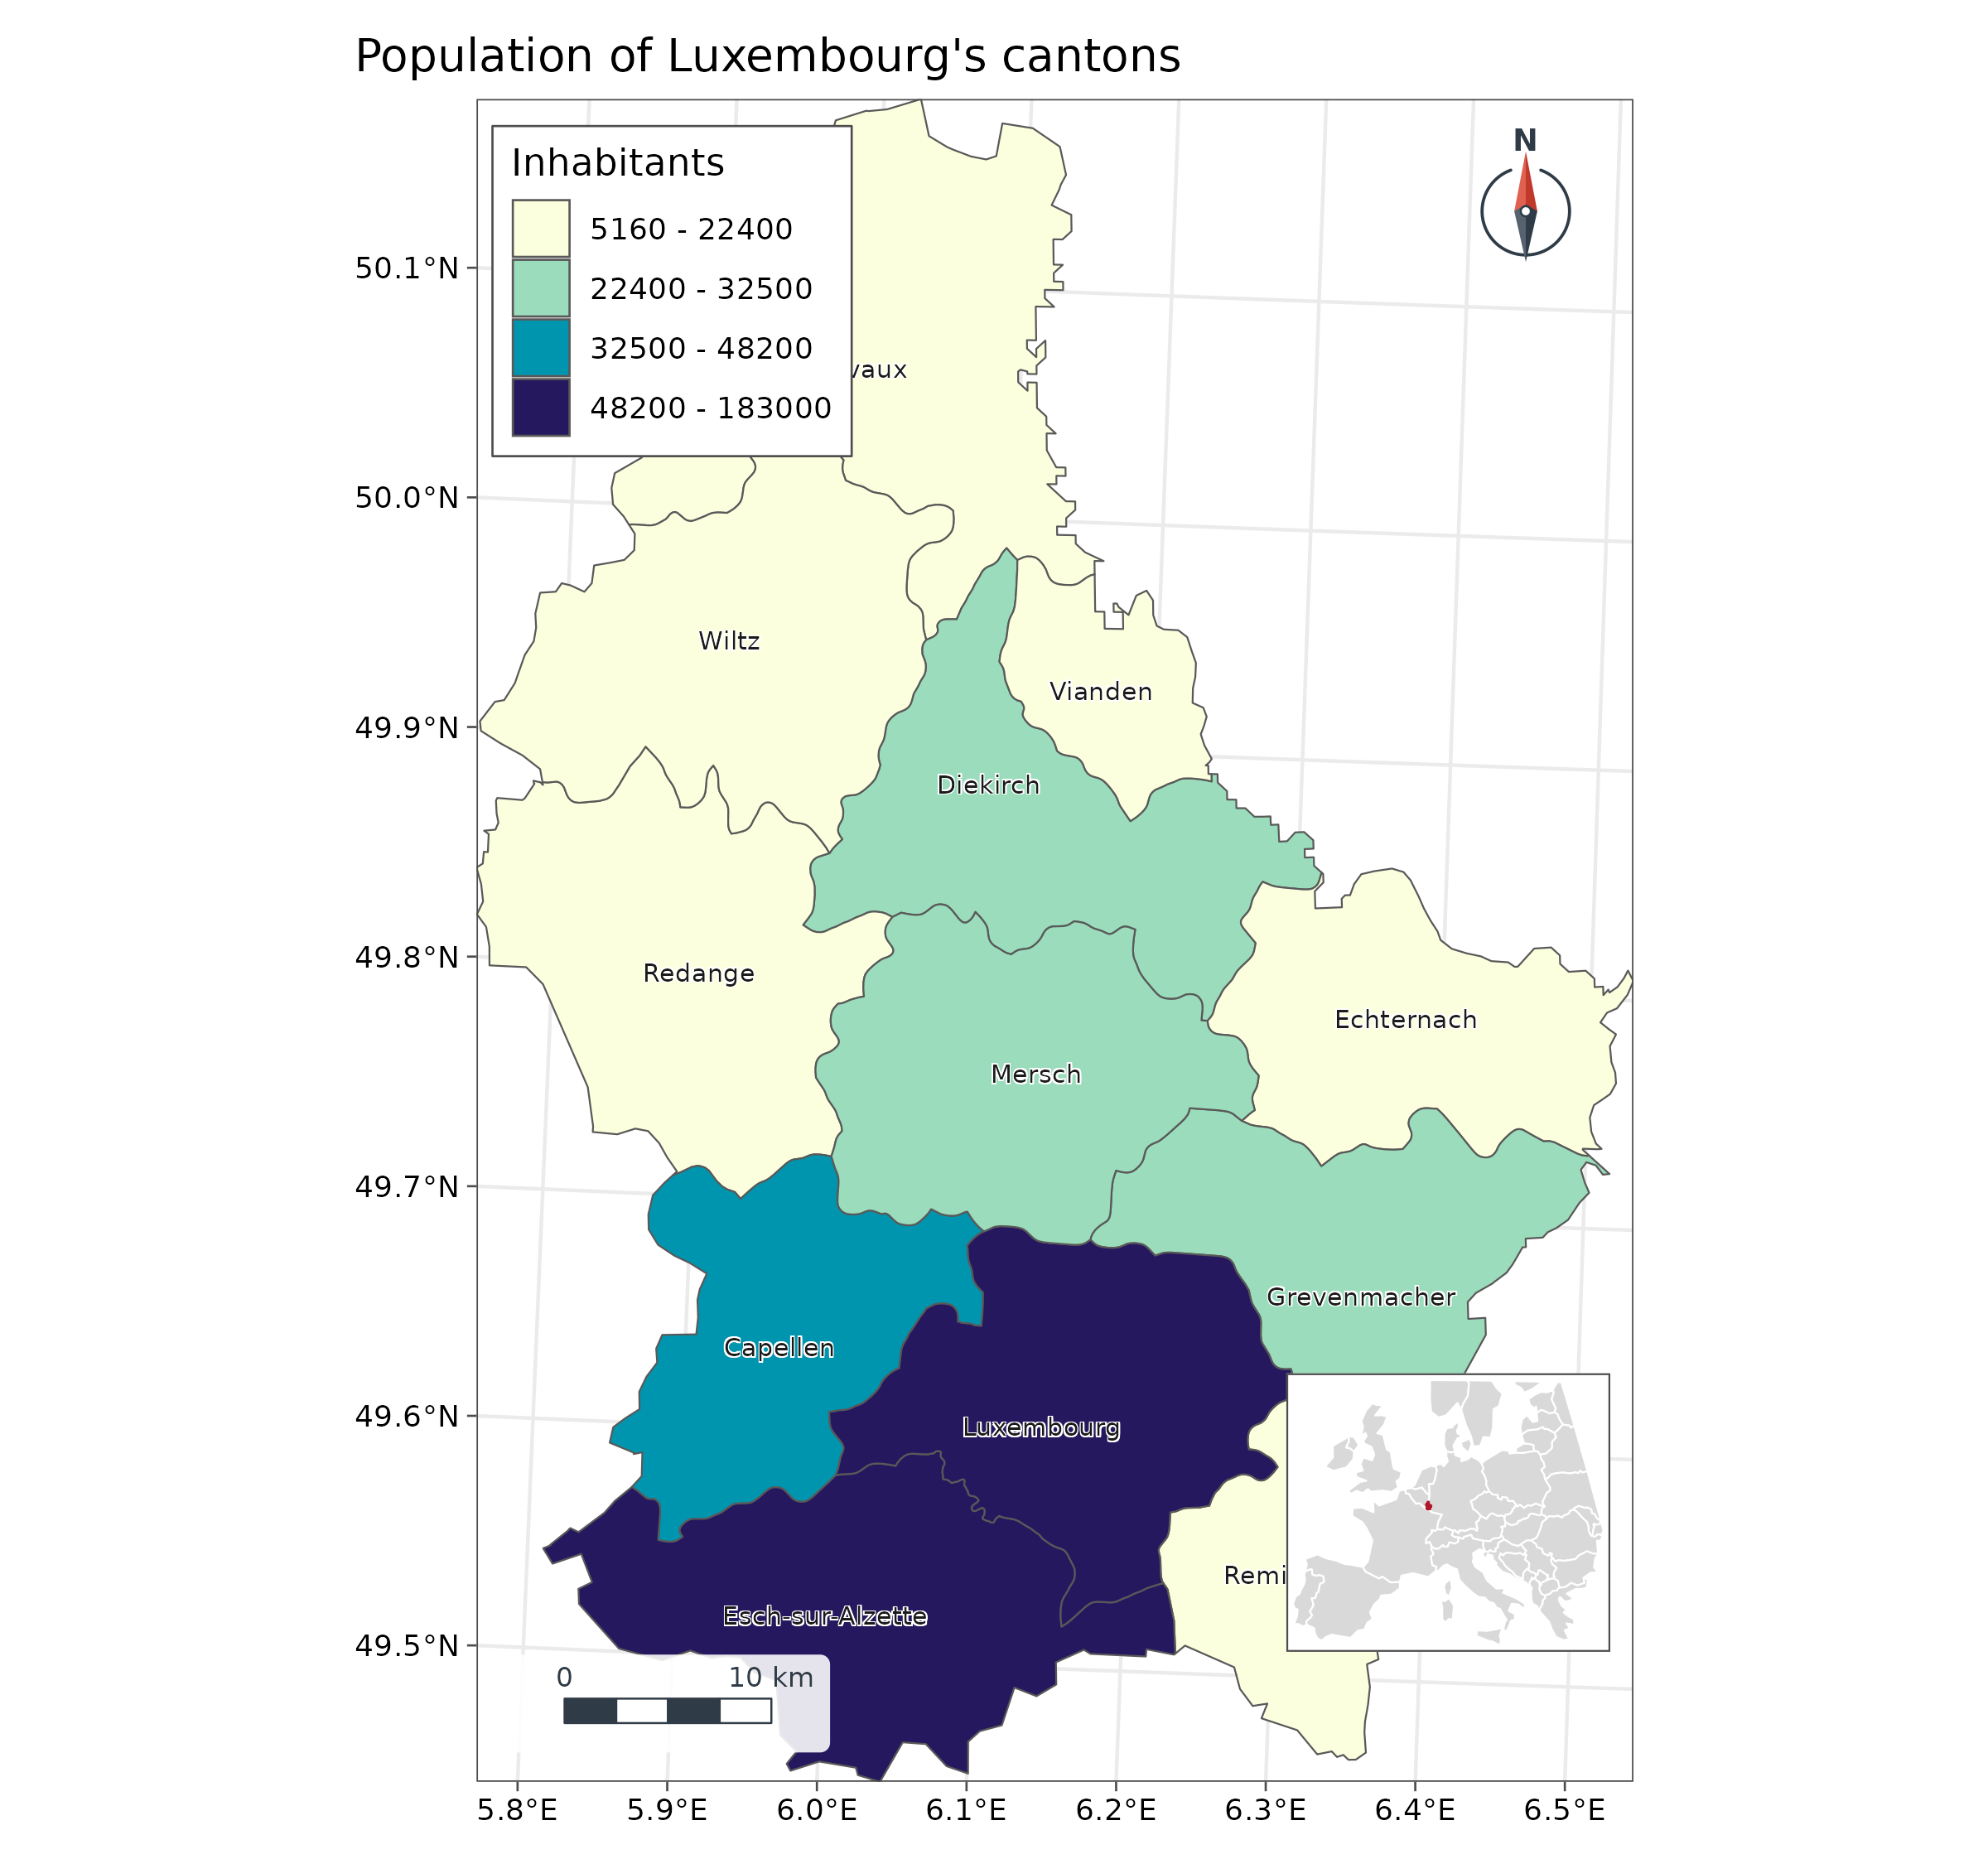 Population of Luxembourg's cantons
Inhabitants
5160 - 22400
22400 - 32500
32500 - 48200
48200 - 183000
N
50.1°N
50.0°N
49.9°N
49.8°N
49.7°N
49.6°N
49.5°N
vaux
Wiltz
Vianden
Diekirch
Redange
Echternach
Mersch
Grevenmacher
Capellen
Luxembourg
Remi
Esch-sur-Alzette
0 10 km
5.8°E 5.9°E 6.0°E 6.1°E 6.2°E 6.3°E 6.4°E 6.5°E